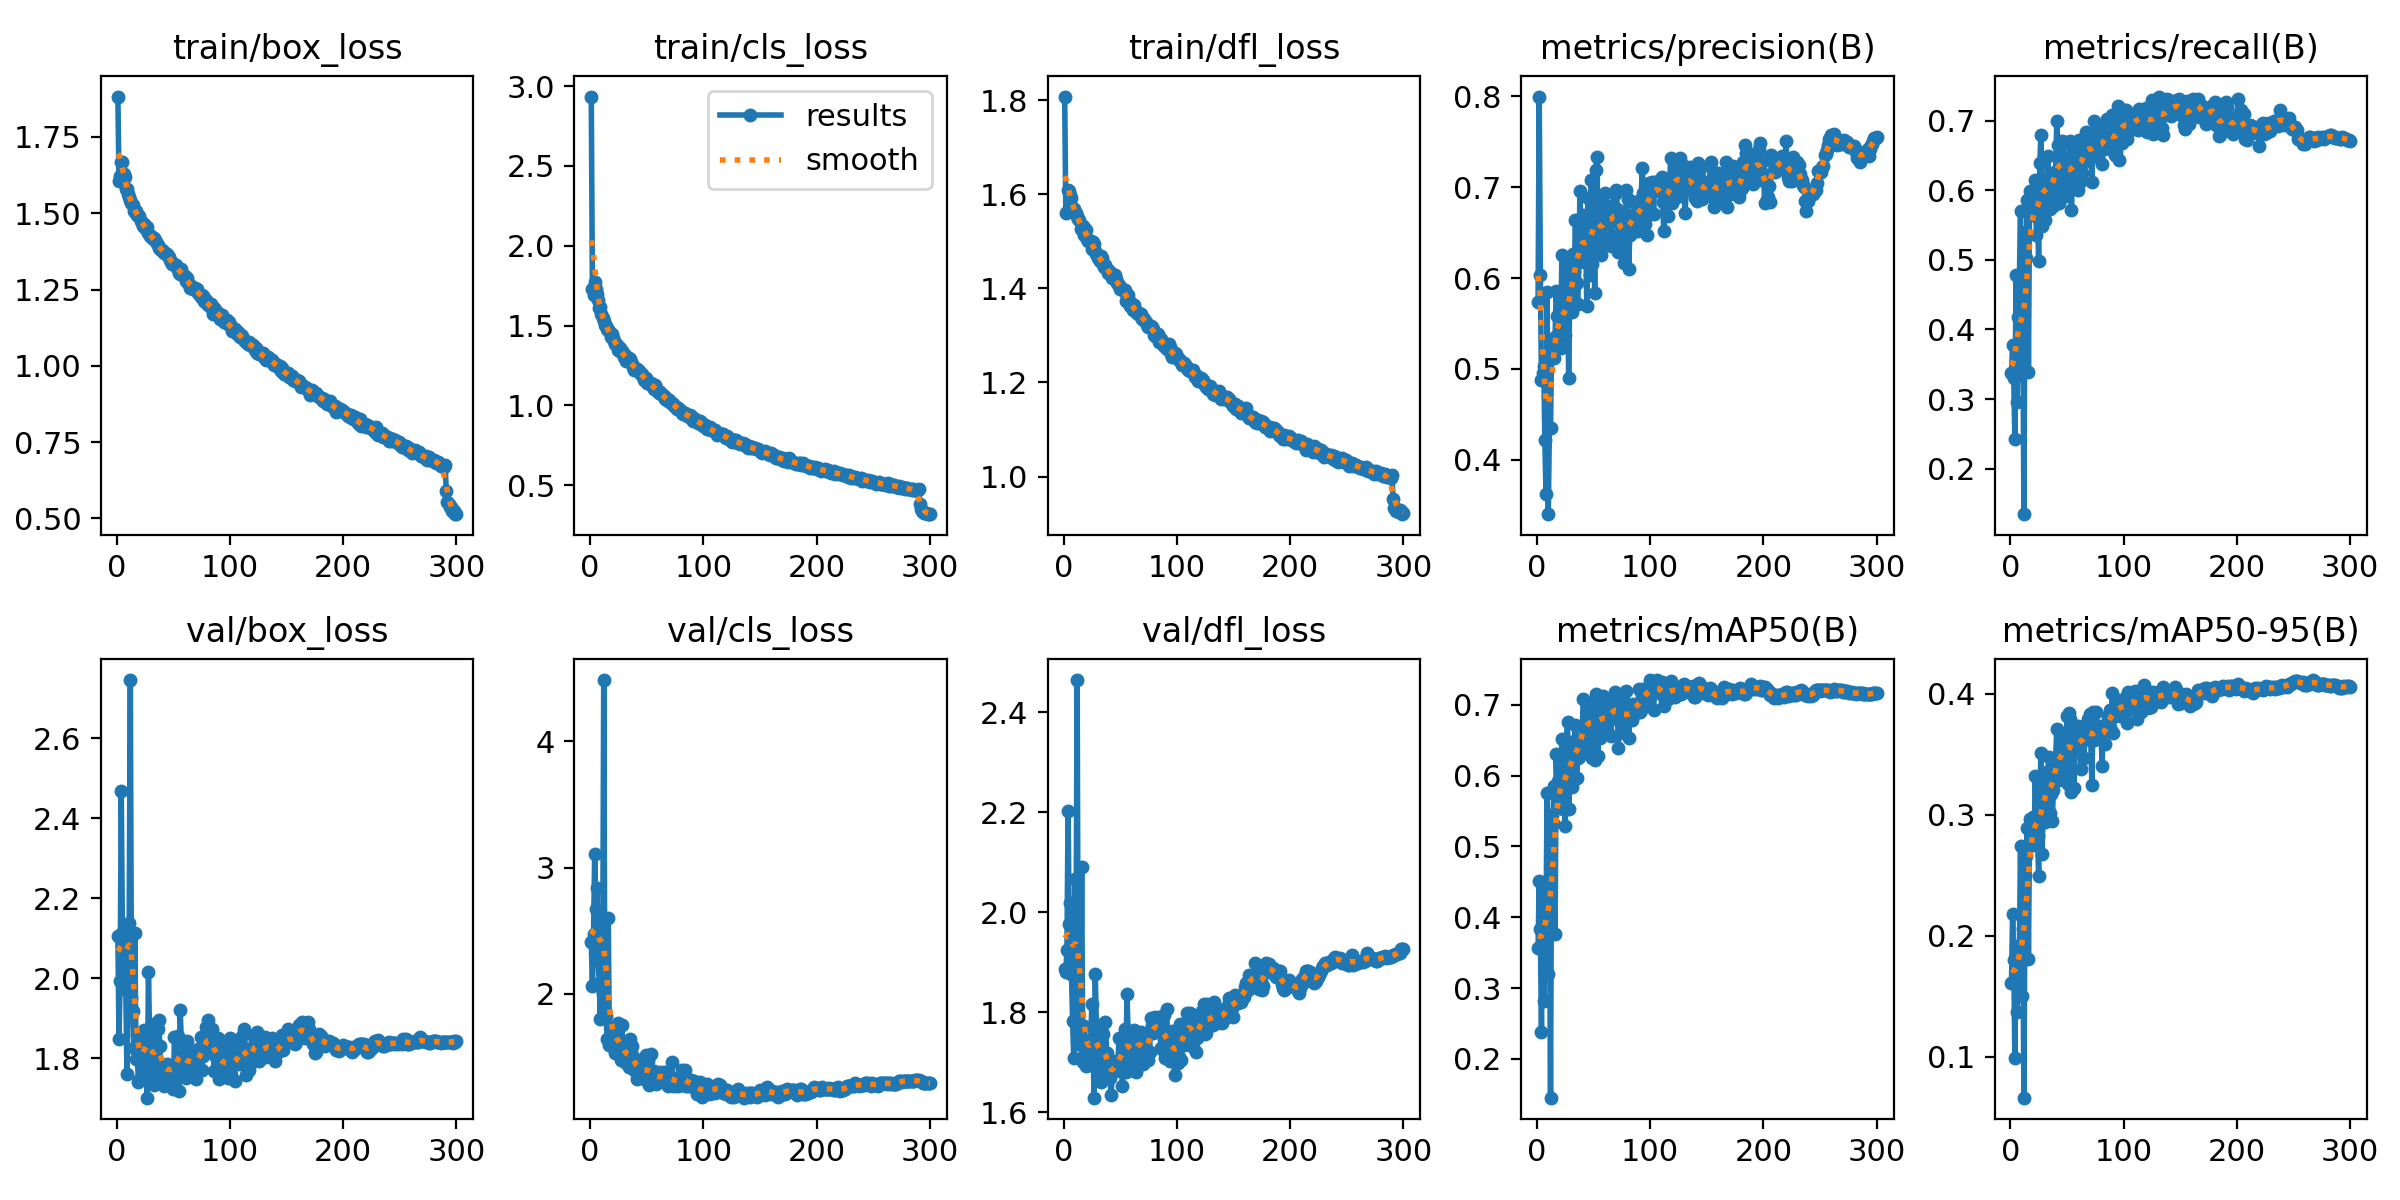 train/box_loss
1.75
1.50
1.25
1.00
0.75
0.50
0 100 200 300
train/cls_loss
results
smooth
3.0
2.5
2.0
1.5
1.0
0.5
0 100 200 300
train/dfl_loss
1.8
1.6
1.4
1.2
1.0
0 100 200 300
metrics/precision(B)
0.8
0.7
0.6
0.5
0.4
0 100 200 300
metrics/recall(B)
0.7
0.6
0.5
0.4
0.3
0.2
0 100 200 300
val/box_loss
2.6
2.4
2.2
2.0
1.8
0 100 200 300
val/cls_loss
4
3
2
0 100 200 300
val/dfl_loss
2.4
2.2
2.0
1.8
1.6
0 100 200 300
metrics/mAP50(B)
0.7
0.6
0.5
0.4
0.3
0.2
0 100 200 300
metrics/mAP50-95(B)
0.4
0.3
0.2
0.1
0 100 200 300